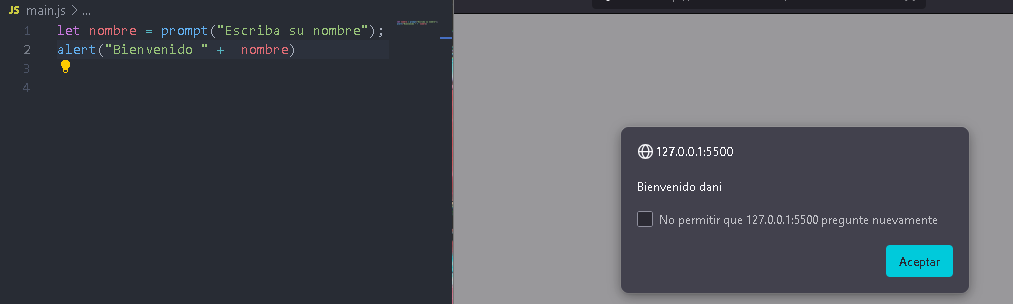 JS main.js > ...
1 let nombre = prompt("Escriba su nombre");
2 alert("Bienvenido " +  nombre)
3
4
127.0.0.1:5500
Bienvenido dani
No permitir que 127.0.0.1:5500 pregunte nuevamente
Aceptar